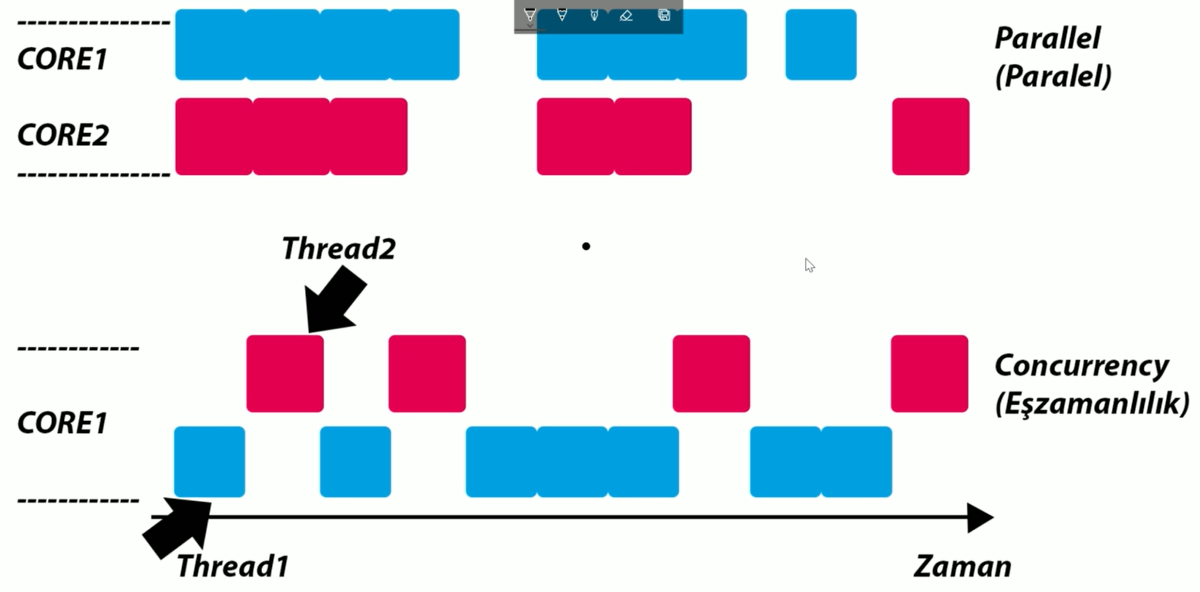 CORE1
Parallel
(Paralel)
CORE2
Thread2
CORE1
Concurrency
(Eşzamanlılık)
Thread1
Zaman